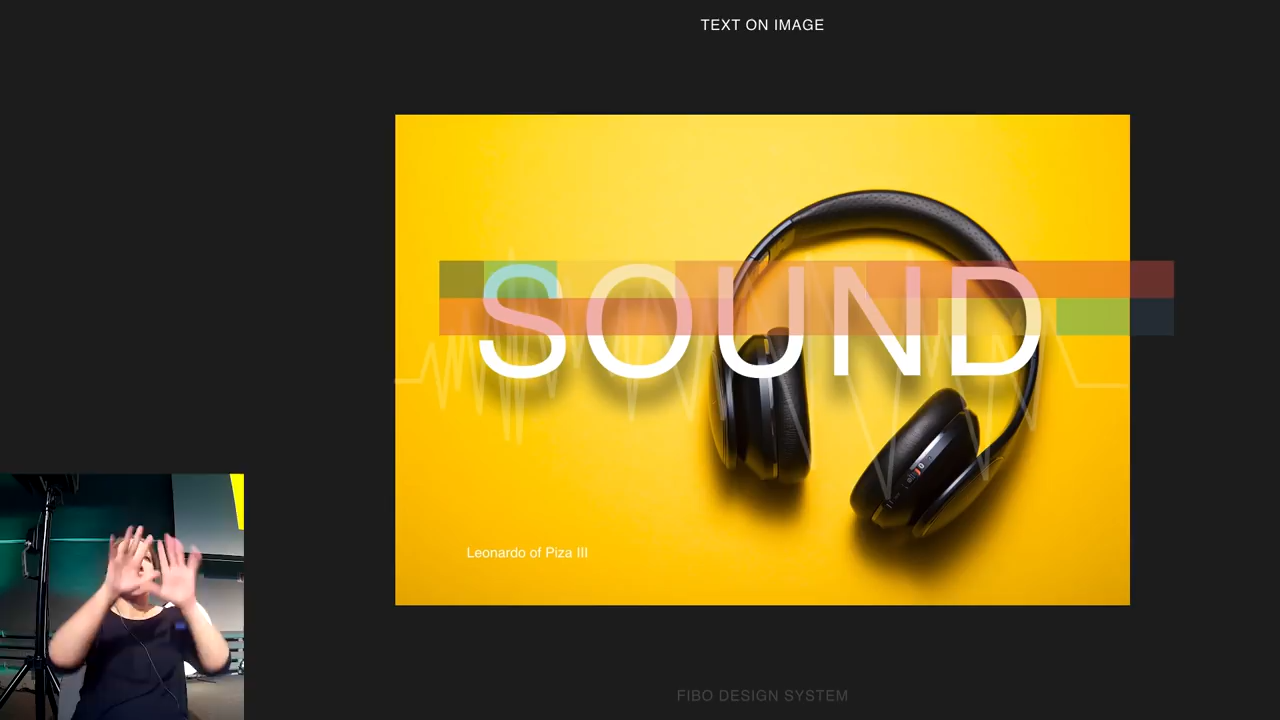 TEXT ON IMAGE
SOUND
Leonardo of Piza III
FIBO DESIGN SYSTEM